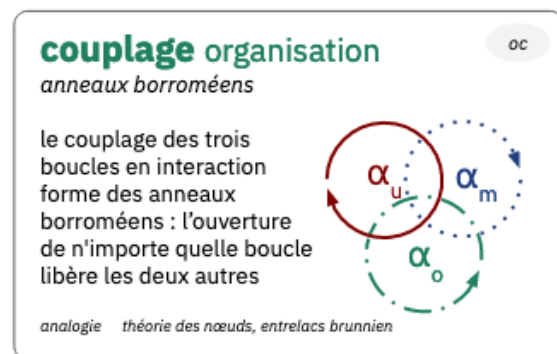 couplage organisation
oc
anneaux borroméens
le couplage des trois
boucles en interaction
forme des anneaux
borroméens : l’ouverture
de n'importe quelle boucle
libère les deux autres
αu
αm
αo
analogie théorie des nœuds, entrelacs brunnien